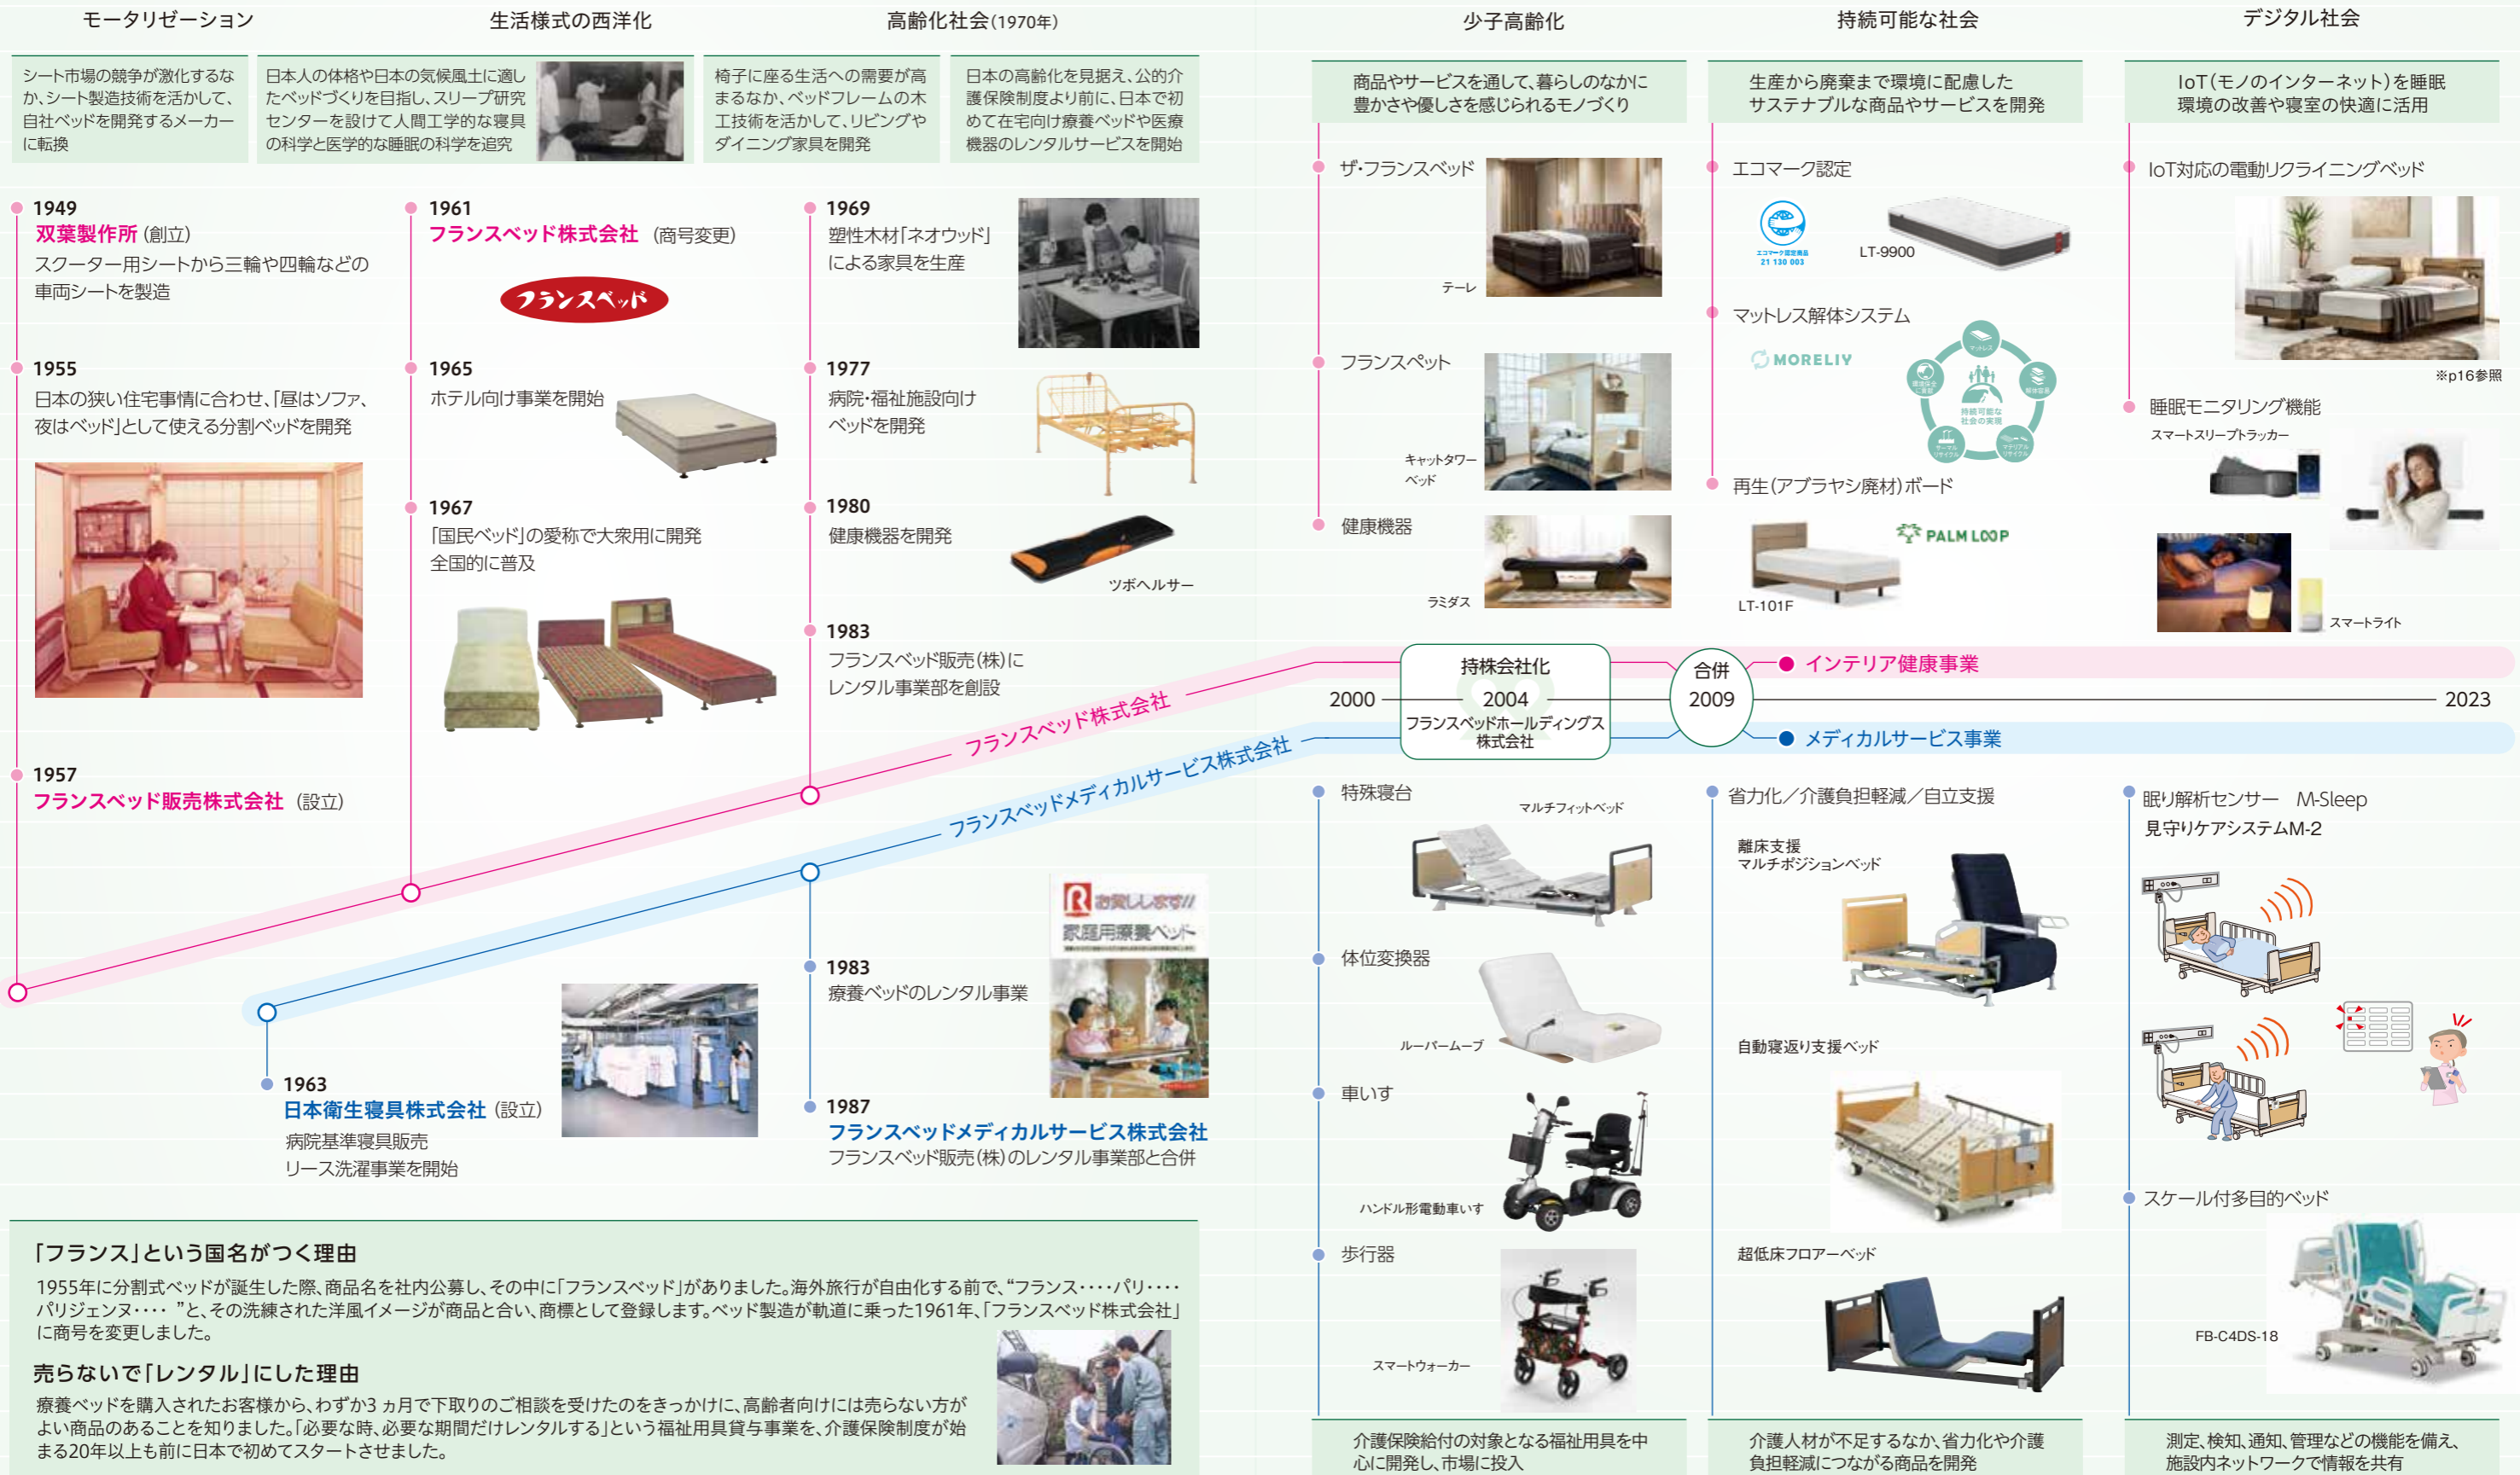 モータリゼーション
生活様式の西洋化
高齢化社会(1970年)
少子高齢化
持続可能な社会
デジタル社会
シート市場の競争が激化するな
か、シート製造技術を活かして、
自社ベッドを開発するメーカー
に転換
日本人の体格や日本の気候風土に適し
たベッドづくりを目指し、スリープ研究
センターを設けて人間工学的な寝具
の科学と医学的な睡眠の科学を追究
椅子に座る生活への需要が高
まるなか、ベッドフレームの木
工技術を活かして、リビングや
ダイニング家具を開発
日本の高齢化を見据え、公的介
護保険制度より前に、日本で初
めて在宅向け療養ベッドや医療
機器のレンタルサービスを開始
商品やサービスを通して、暮らしのなかに
豊かさや優しさを感じられるモノづくり
生産から廃棄まで環境に配慮した
サステナブルな商品やサービスを開発
IoT(モノのインターネット)を睡眠
環境の改善や寝室の快適に活用
1949
双葉製作所(創立)
スクーター用シートから三輪や四輪などの
車両シートを製造
1955
日本の狭い住宅事情に合わせ、「昼はソファ、
夜はベッド」として使える分割ベッドを開発
1957
フランスベッド販売株式会社(設立)
1961
フランスベッド株式会社(商号変更)
フランスベッド
1965
ホテル向け事業を開始
1967
「国民ベッド」の愛称で大衆用に開発
全国的に普及
1969
塑性木材「ネオウッド」
による家具を生産
1977
病院・福祉施設向け
ベッドを開発
1980
健康機器を開発
ツボヘルサー
1983
フランスベッド販売(株)に
レンタル事業部を創設
フランスベッド株式会社
フランスベッドメディカルサービス株式会社
1963
日本衛生寝具株式会社(設立)
病院基準寝具販売
リース洗濯事業を開始
1983
療養ベッドのレンタル事業
R お貸しします!!
家庭用療養ベッド
1987
フランスベッドメディカルサービス株式会社
フランスベッド販売(株)のレンタル事業部と合併
ザ・フランスベッド
テーレ
フランスペット
キャットタワー
ベッド
健康機器
ラミダス
エコマーク認定
エコマーク認定商品
21 130 003
LT-9900
マットレス解体システム
MORELIY
マットレス
持続可能な
社会の実現
マテリアル
リサイクル
サーマル
リサイクル
再生(アブラヤシ廃材)ボード
PALM LOOP
LT-101F
IoT対応の電動リクライニングベッド
※p16参照
睡眠モニタリング機能
スマートスリープトラッカー
スマートライト
2000
持株会社化
2004
フランスベッドホールディングス
株式会社
合併
2009
インテリア健康事業
2023
メディカルサービス事業
特殊寝台
マルチフィットベッド
体位変換器
ルーパームーブ
車いす
ハンドル形電動車いす
歩行器
スマートウォーカー
省力化/介護負担軽減/自立支援
離床支援
マルチポジションベッド
自動寝返り支援ベッド
超低床フロアーベッド
眠り解析センサー M-Sleep
見守りケアシステムM-2
スケール付多目的ベッド
FB-C4DS-18
介護保険給付の対象となる福祉用具を中
心に開発し、市場に投入
介護人材が不足するなか、省力化や介護
負担軽減につながる商品を開発
測定、検知、通知、管理などの機能を備え、
施設内ネットワークで情報を共有
「フランス」という国名がつく理由
1955年に分割式ベッドが誕生した際、商品名を社内公募し、その中に「フランスベッド」がありました。海外旅行が自由化する前で、“フランス・・・・パリ・・・・
パリジェンヌ・・・・ ”と、その洗練された洋風イメージが商品と合い、商標として登録します。ベッド製造が軌道に乗った1961年、「フランスベッド株式会社」
に商号を変更しました。
売らないで「レンタル」にした理由
療養ベッドを購入されたお客様から、わずか3ヵ月で下取りのご相談を受けたのをきっかけに、高齢者向けには売らない方が
よい商品のあることを知りました。「必要な時、必要な期間だけレンタルする」という福祉用具貸与事業を、介護保険制度が始
まる20年以上も前に日本で初めてスタートさせました。